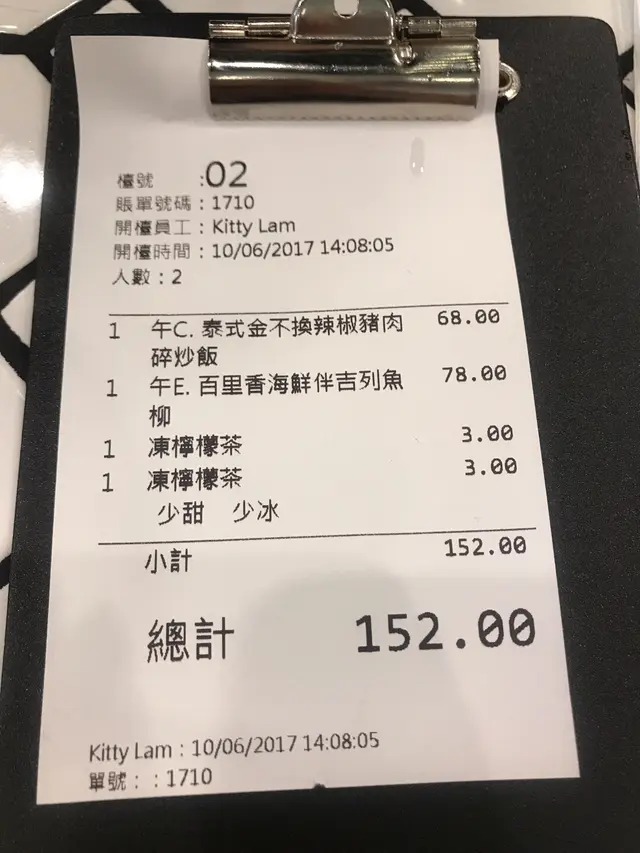 檯號 :02
賬單號碼：1710
開檯員工：Kitty Lam
開檯時間：10/06/2017 14:08:05
人數：2
1 午C. 泰式金不換辣椒豬肉 68.00
碎炒飯
1 午E. 百里香海鮮伴吉列魚 78.00
柳
1 凍檸檬茶 3.00
1 凍檸檬茶 3.00
少甜 少冰
小計 152.00
總計 152.00
Kitty Lam：10/06/2017 14:08:05
單號：：1710